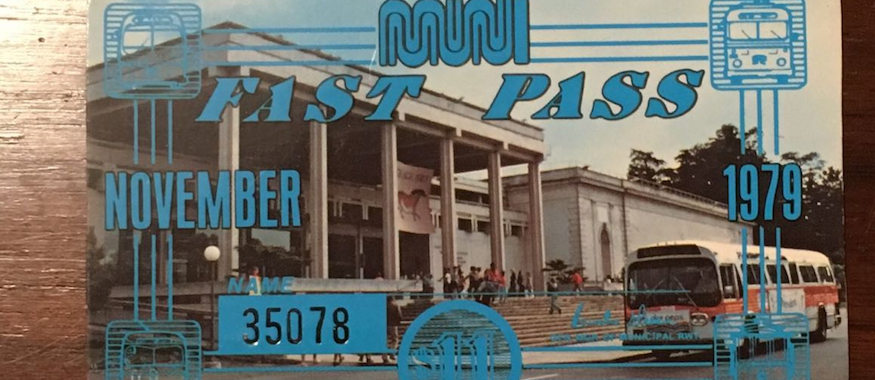 MUNI
FAST PASS
NOVEMBER 1979
NAME
35078
$11